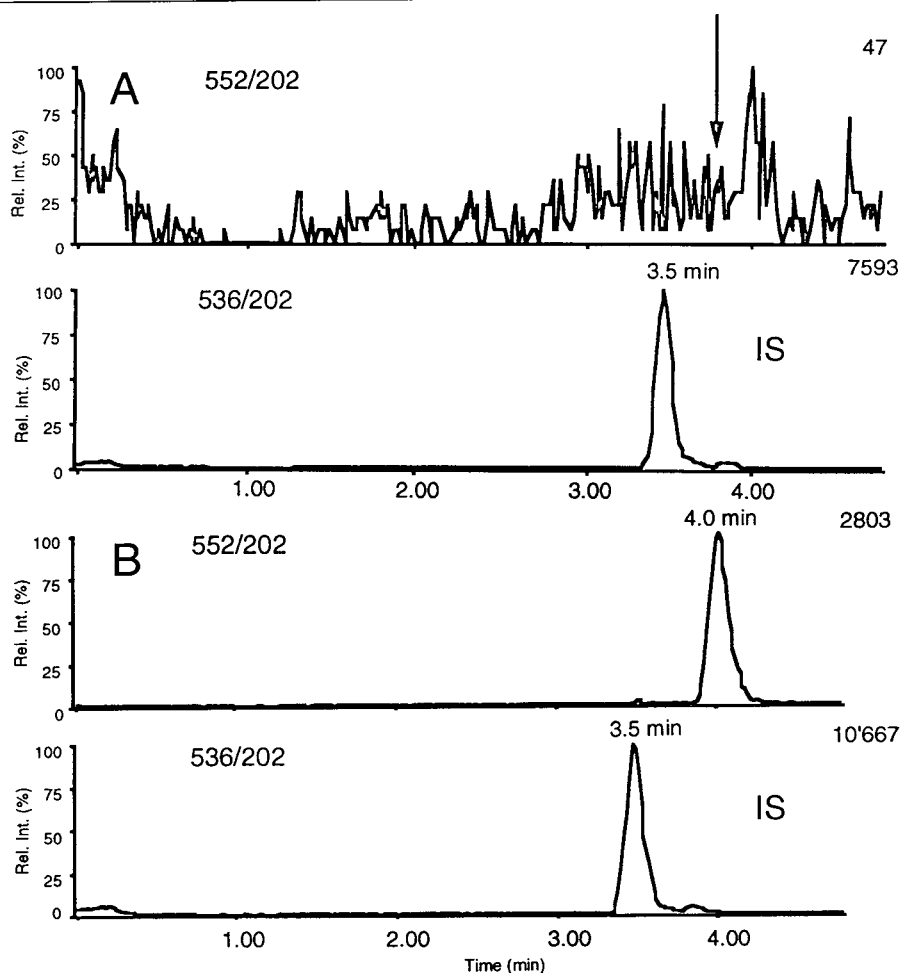 47
100
A
552/202
75
50
25
0
Rel. Int. (%)
3.5 min
7593
100
536/202
75
IS
50
25
0
Rel. Int. (%)
1.00 2.00 3.00 4.00
4.0 min
2803
100
B
552/202
75
50
25
0
Rel. Int. (%)
3.5 min
10'667
100
536/202
75
IS
50
25
0
Rel. Int. (%)
1.00 2.00 3.00 4.00
Time (min)